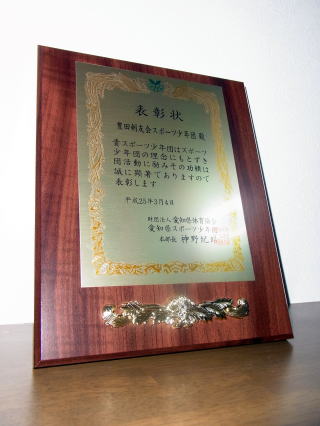 表彰状
豊田剣友会スポーツ少年団 殿
貴スポーツ少年団はスポーツ
少年団の理念にもとずき
団活動に励みその功績は
誠に顕著でありますので
表彰します
平成25年3月4日
財団法人 愛知県体育協会
愛知県スポーツ少年団
本部長 神野紀郎